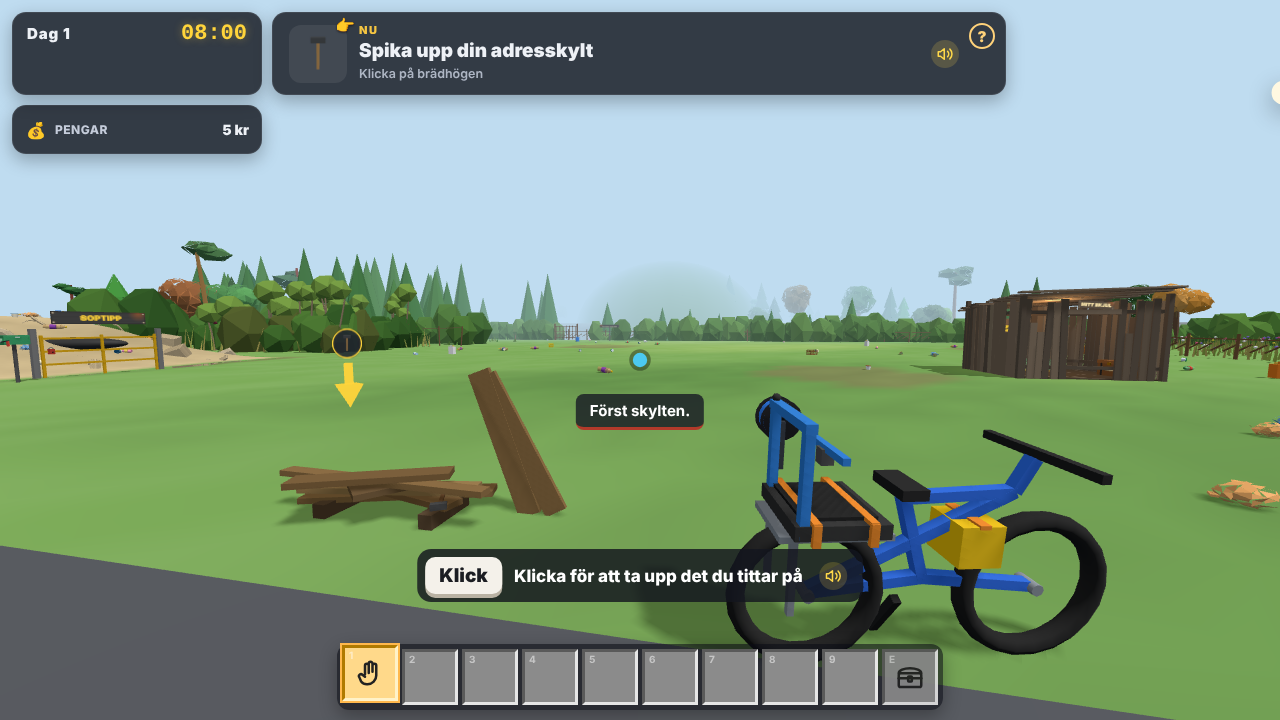 Dag 1
08:00
NU
Spika upp din adresskylt
Klicka på brädhögen
?
PENGAR
5 kr
SOPTIPP
Först skylten.
Klick
Klicka för att ta upp det du tittar på
1
2
3
4
5
6
7
8
9
E